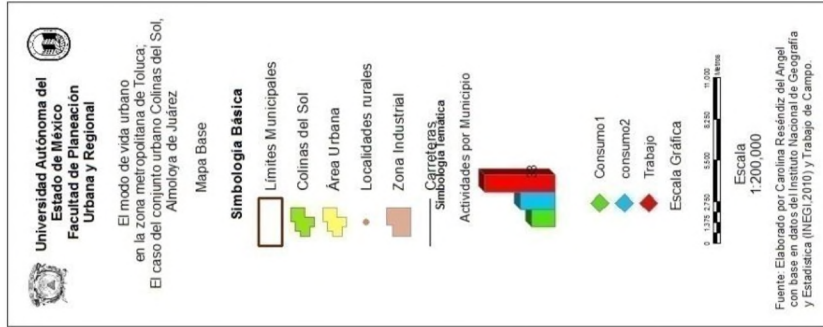 Universidad Autónoma del
Estado de México
Facultad de Planeación
Urbana y Regional
El modo de vida urbano
en la zona metropolitana de Toluca;
El caso del conjunto urbano Colinas del Sol,
Almoloya de Juárez
Mapa Base
Simbología Básica
Límites Municipales
Colinas del Sol
Área Urbana
Localidades rurales
Zona Industrial
Carreteras
Simbología Temática
Actividades por Municipio
Consumo1
consumo2
Trabajo
Escala Gráfica
0 1,375 2,750 5,500 8,250 11,000
Metros
Escala
1:200,000
Fuente: Elaborado por Carolina Reséndiz del Angel
con base en datos del Instituto Nacional de Geografía
y Estadística (INEGI,2010) y Trabajo de Campo.